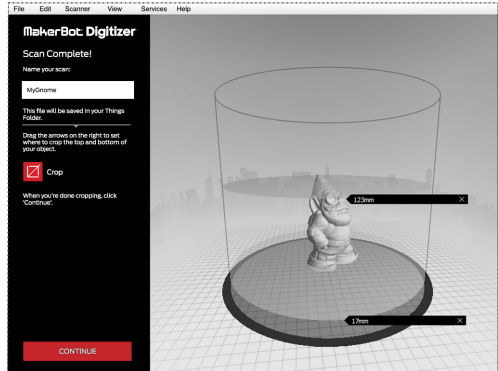 File Edit Scanner View Services Help
MakerBot Digitizer
Scan Complete!
Name your scan:
MyGnome
This file will be saved in your Things
Folder.
Drag the arrows on the right to set
where to crop the top and bottom of
your object.
Crop
When you're done cropping, click
'Continue'.
CONTINUE
123mm
17mm